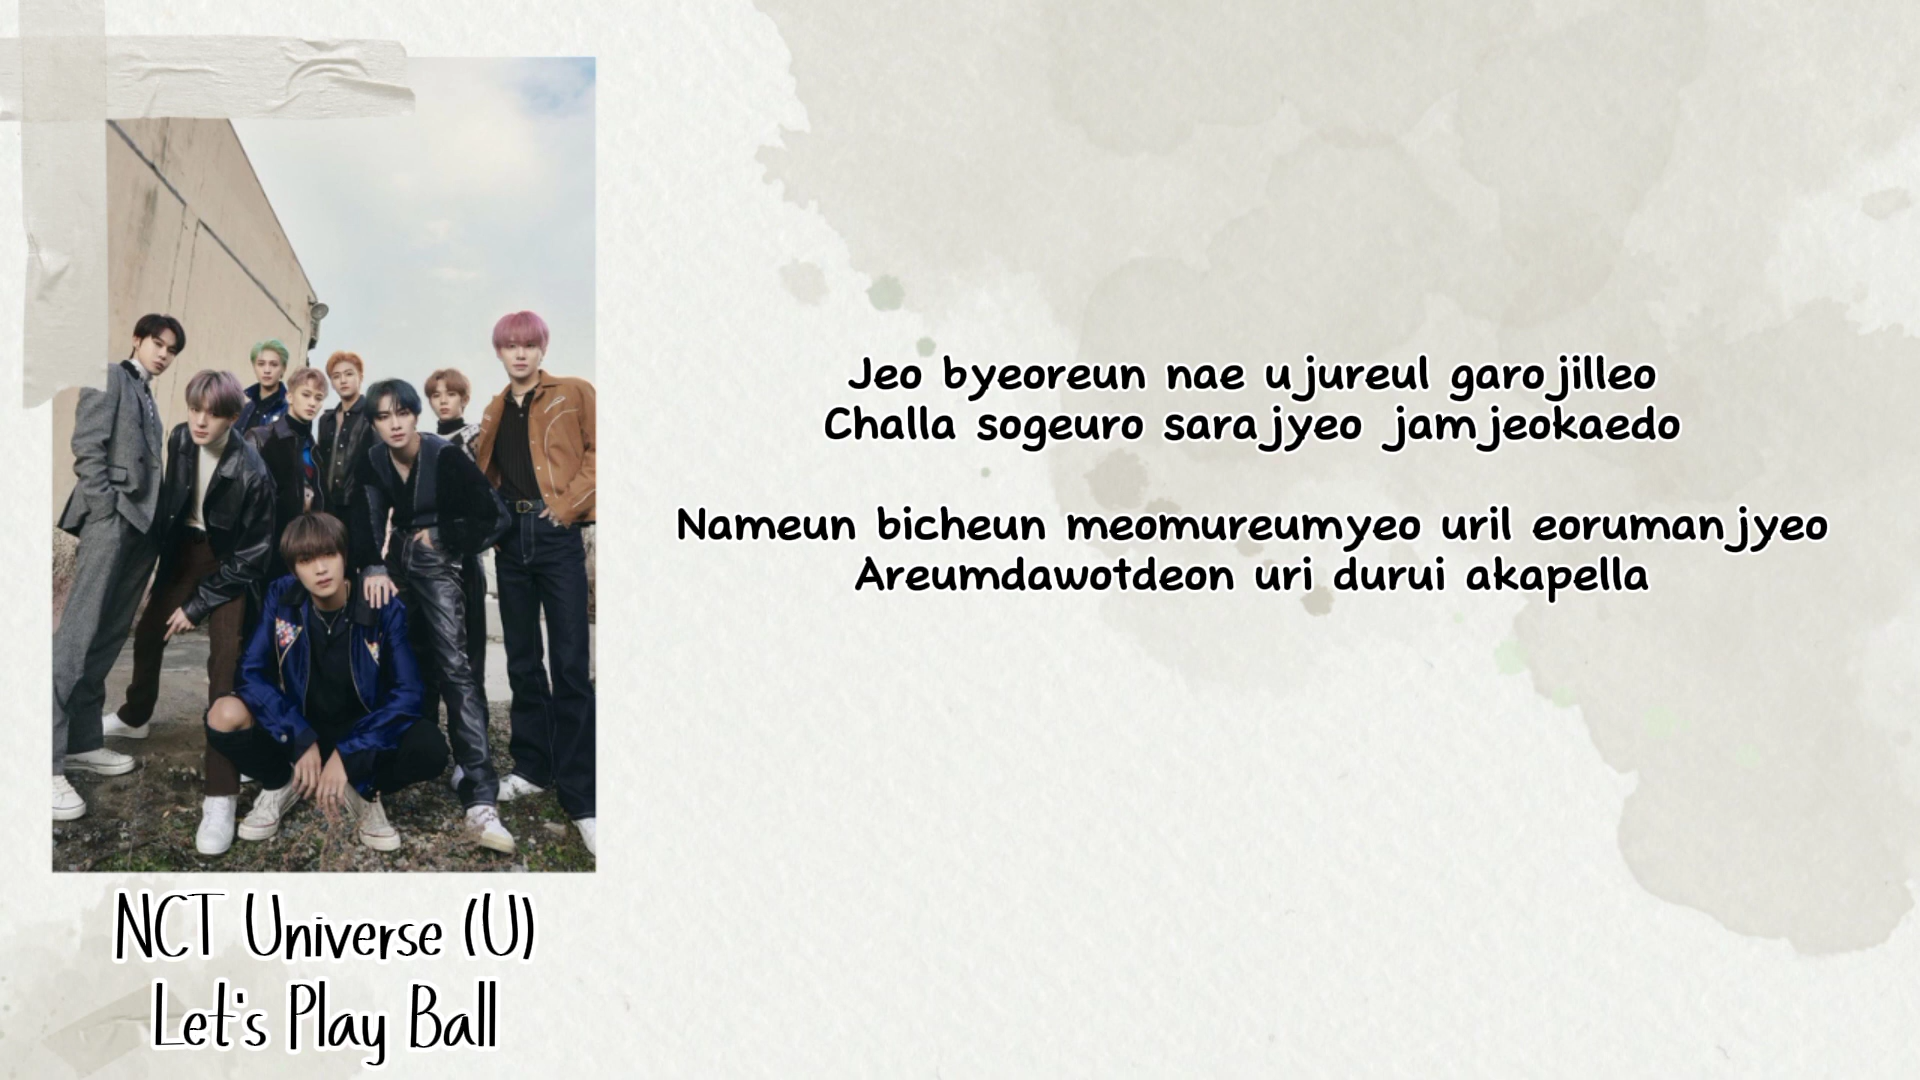 Jeo byeoreun nae ujureul garojilleo
Challa sogeuro sarajyeo jamjeokaedo
Nameun bicheun meomureumyeo uril eorumanjyeo
Areumdawotdeon uri durui akapella
NCT Universe (U)
Let's Play Ball